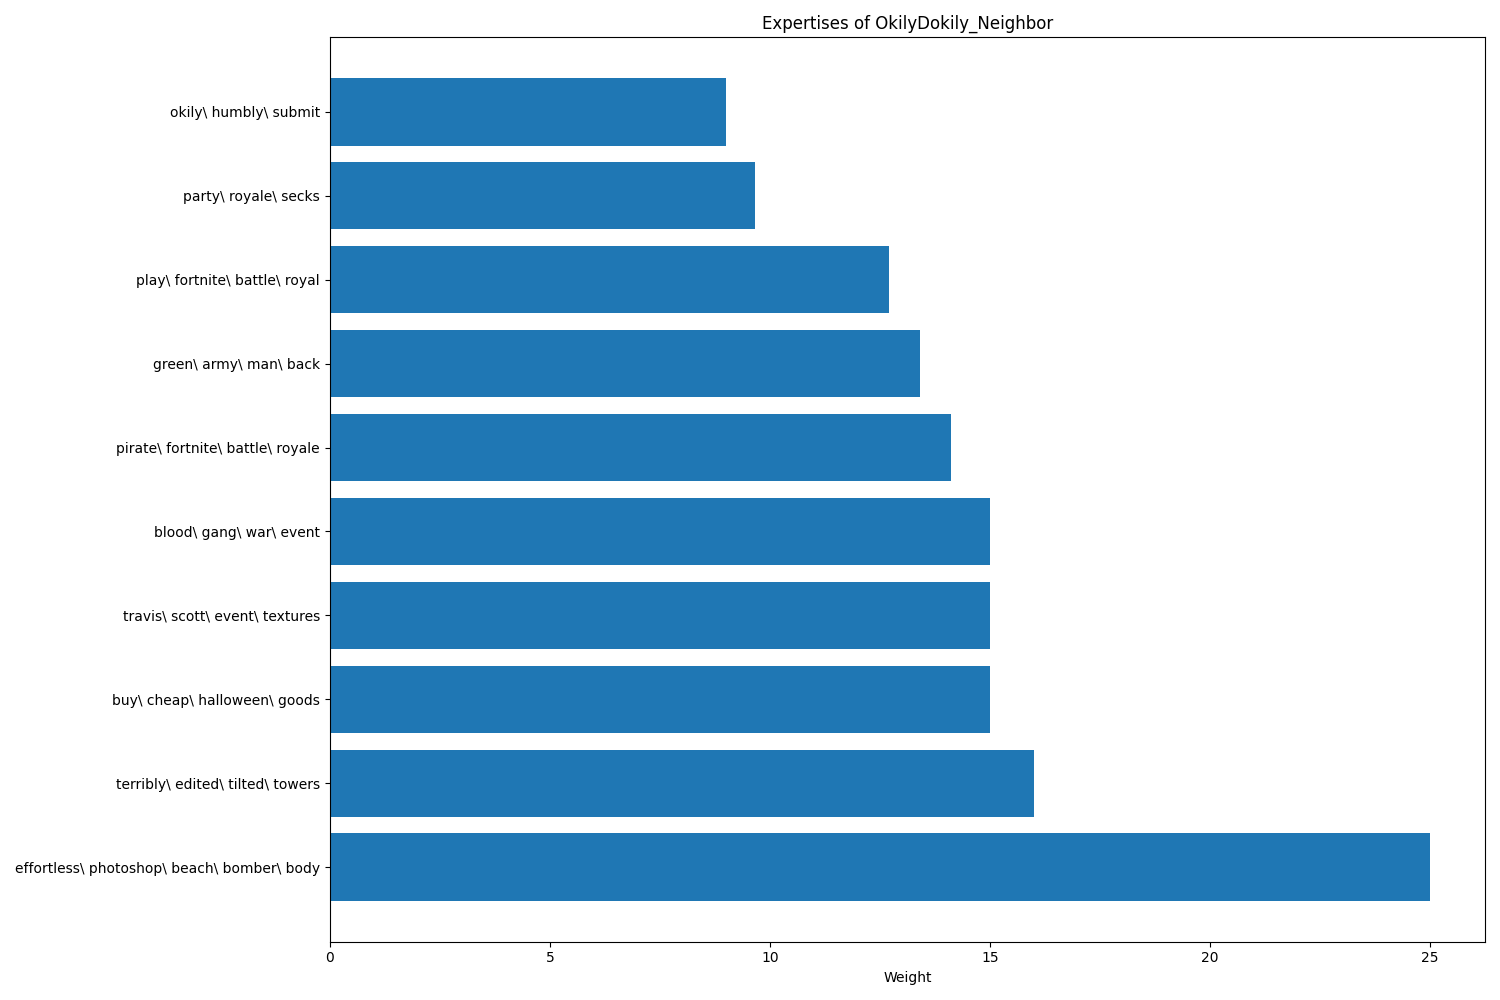 Expertises of OkilyDokily_Neighbor
okily\ humbly\ submit
party\ royale\ secks
play\ fortnite\ battle\ royal
green\ army\ man\ back
pirate\ fortnite\ battle\ royale
blood\ gang\ war\ event
travis\ scott\ event\ textures
buy\ cheap\ halloween\ goods
terribly\ edited\ tilted\ towers
effortless\ photoshop\ beach\ bomber\ body
0 5 10 15 20 25
Weight